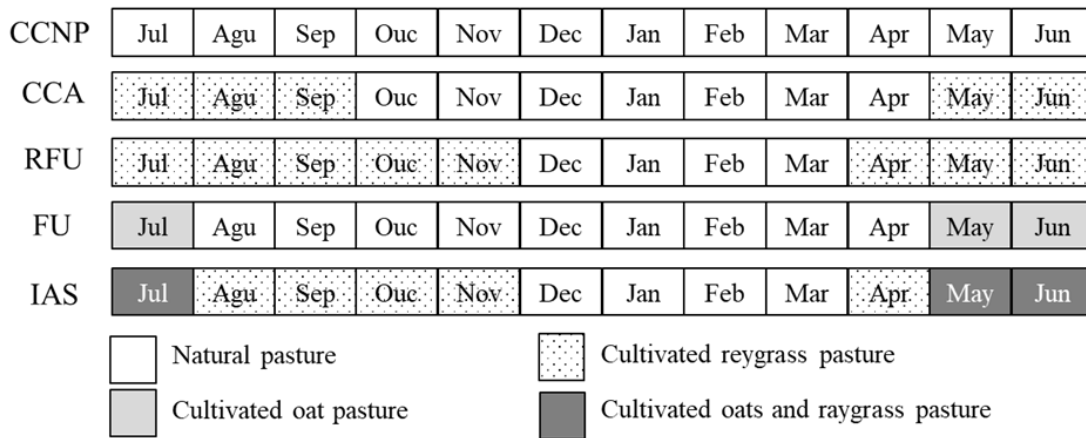 CCNP Jul Agu Sep Ouc Nov Dec Jan Feb Mar Apr May Jun
CCA Jul Agu Sep Ouc Nov Dec Jan Feb Mar Apr May Jun
RFU Jul Agu Sep Ouc Nov Dec Jan Feb Mar Apr May Jun
FU Jul Agu Sep Ouc Nov Dec Jan Feb Mar Apr May Jun
IAS Jul Agu Sep Ouc Nov Dec Jan Feb Mar Apr May Jun
Natural pasture Cultivated reygrass pasture
Cultivated oat pasture Cultivated oats and raygrass pasture